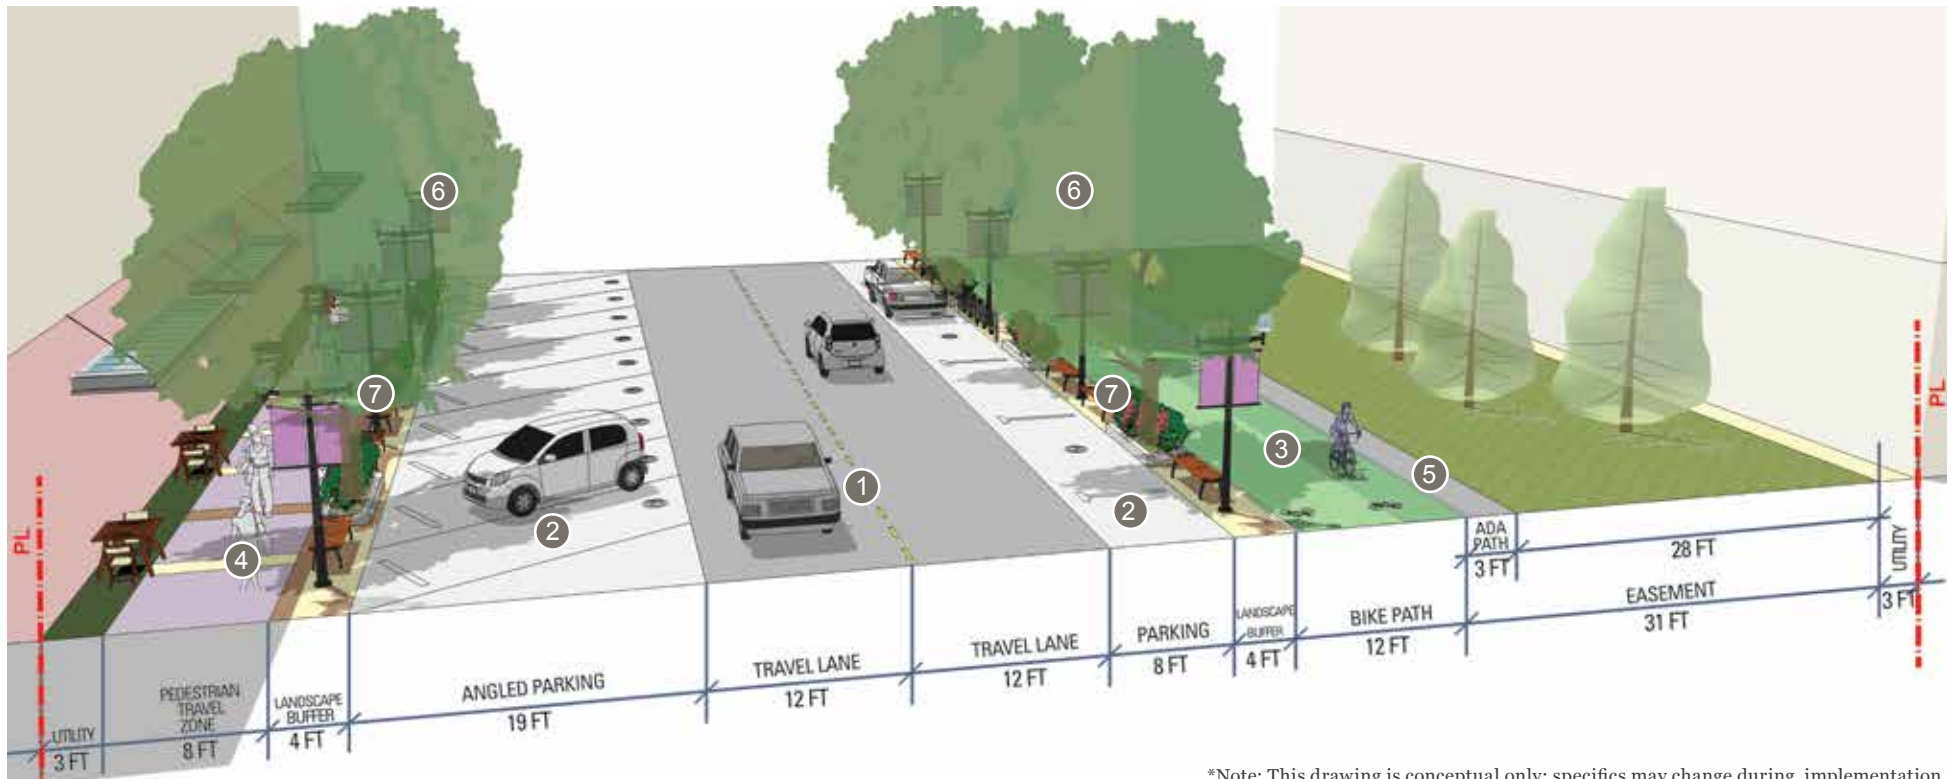 6
6
7
7
3
5
1
2
2
4
PL
PL
UTILITY
3 FT
PEDESTRIAN
TRAVEL
ZONE
8 FT
LANDSCAPE
BUFFER
4 FT
ANGLED PARKING
19 FT
TRAVEL LANE
12 FT
TRAVEL LANE
12 FT
PARKING
8 FT
LANDSCAPE
BUFFER
4 FT
BIKE PATH
12 FT
ADA
PATH
3 FT
28 FT
EASEMENT
31 FT
UTILITY
3 FT
*Note: This drawing is conceptual only; specifics may change during implementation